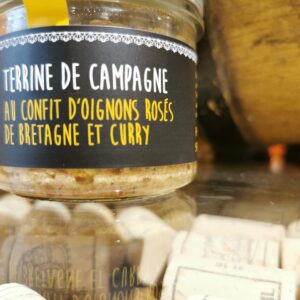 TERRINE DE CAMPAGNE
AU CONFIT D'OIGNONS ROSÉS
DE BRETAGNE ET CURRY